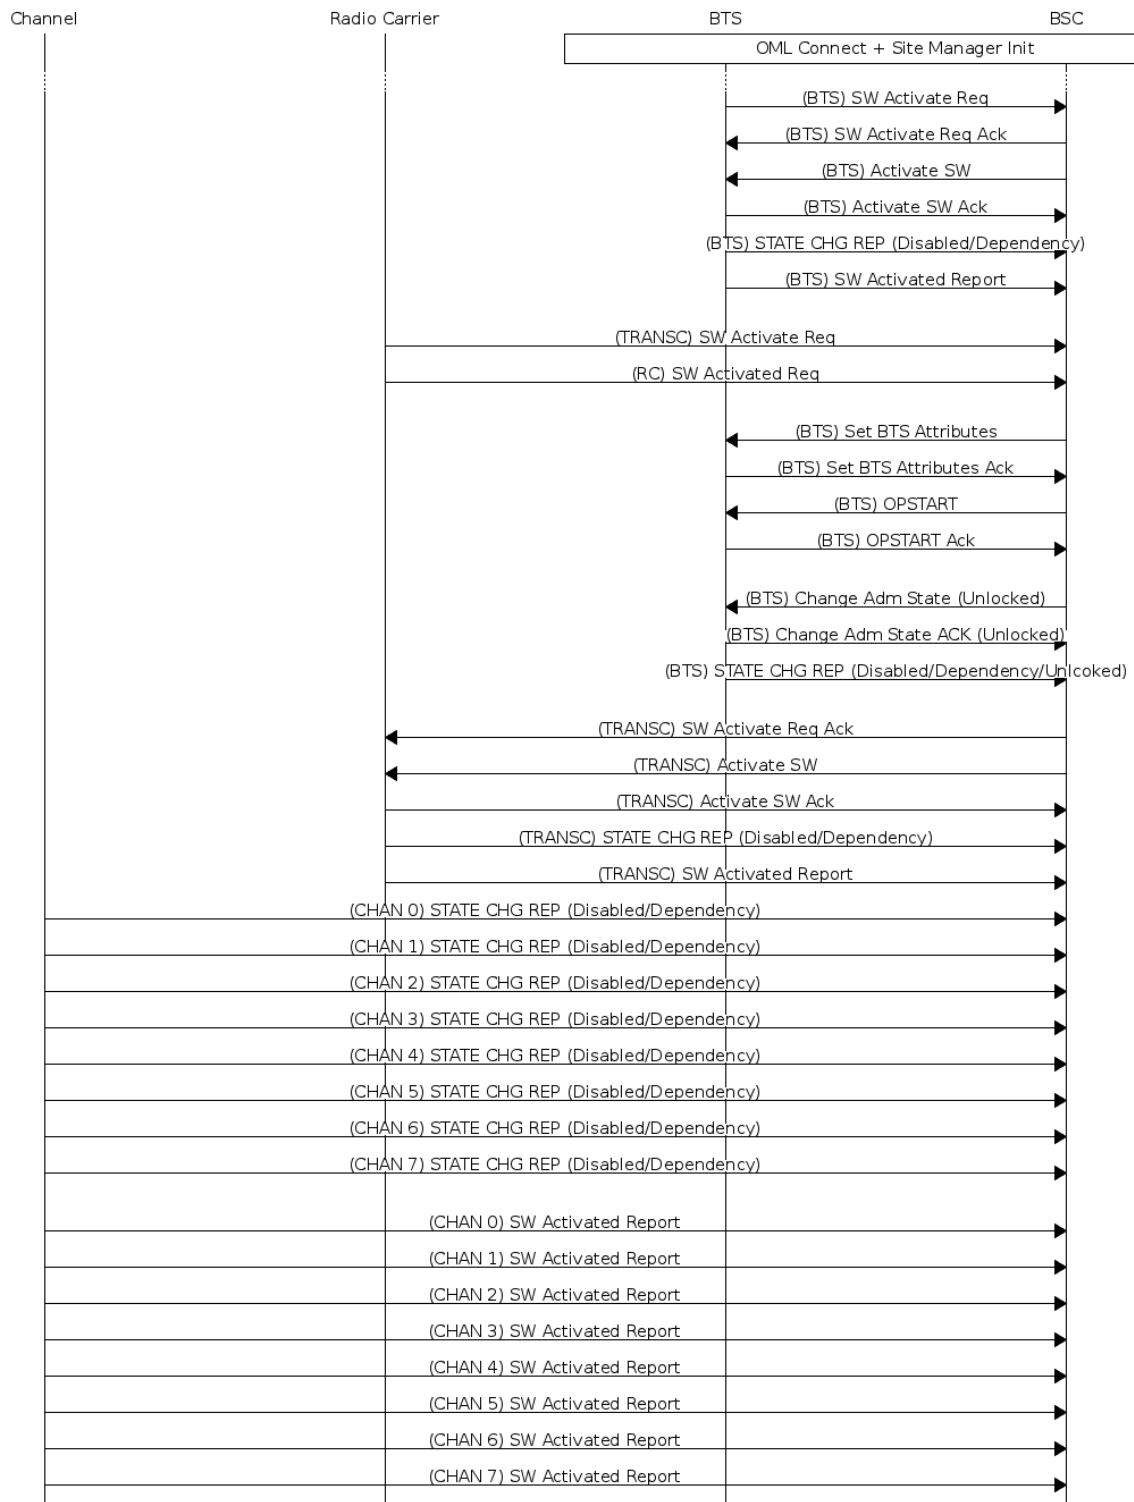 Channel Radio Carrier BTS BSC
OML Connect + Site Manager Init
(BTS) SW Activate Req
(BTS) SW Activate Req Ack
(BTS) Activate SW
(BTS) Activate SW Ack
(BTS) STATE CHG REP (Disabled/Dependency)
(BTS) SW Activated Report
(TRANSC) SW Activate Req
(RC) SW Activated Req
(BTS) Set BTS Attributes
(BTS) Set BTS Attributes Ack
(BTS) OPSTART
(BTS) OPSTART Ack
(BTS) Change Adm State (Unlocked)
(BTS) Change Adm State ACK (Unlocked)
(BTS) STATE CHG REP (Disabled/Dependency/Unlcoked)
(TRANSC) SW Activate Req Ack
(TRANSC) Activate SW
(TRANSC) Activate SW Ack
(TRANSC) STATE CHG REP (Disabled/Dependency)
(TRANSC) SW Activated Report
(CHAN 0) STATE CHG REP (Disabled/Dependency)
(CHAN 1) STATE CHG REP (Disabled/Dependency)
(CHAN 2) STATE CHG REP (Disabled/Dependency)
(CHAN 3) STATE CHG REP (Disabled/Dependency)
(CHAN 4) STATE CHG REP (Disabled/Dependency)
(CHAN 5) STATE CHG REP (Disabled/Dependency)
(CHAN 6) STATE CHG REP (Disabled/Dependency)
(CHAN 7) STATE CHG REP (Disabled/Dependency)
(CHAN 0) SW Activated Report
(CHAN 1) SW Activated Report
(CHAN 2) SW Activated Report
(CHAN 3) SW Activated Report
(CHAN 4) SW Activated Report
(CHAN 5) SW Activated Report
(CHAN 6) SW Activated Report
(CHAN 7) SW Activated Report